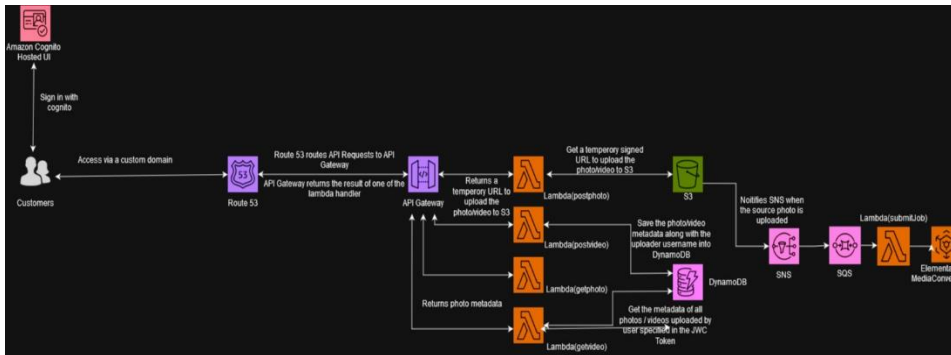 Amazon Cognito
Hosted UI
Sign in with
cognito
Access via a custom domain
Customers
53
Route 53
Route 53 routes API Requests to API
Gateway
API Gateway returns the result of one of the
lambda handler
API Gateway
Returns a
temporory URL to
upload the
photo/video to S3
Returns photo metadata
Get a temporory signed
URL to upload the
photo/video to S3
Lambda(postphoto)
Lambda(postvideo)
Lambda(getphoto)
Lambda(getvideo)
S3
Save the photo/video
metadata along with the
uploader username into
DynamoDB
DynamoDB
Get the metadata of all
photos / videos uploaded by
user specified in the JWC
Token
Noitifies SNS when
the source photo is
uploaded
SNS
SQS
Lambda(submitJob)
Elementa
MediaConve